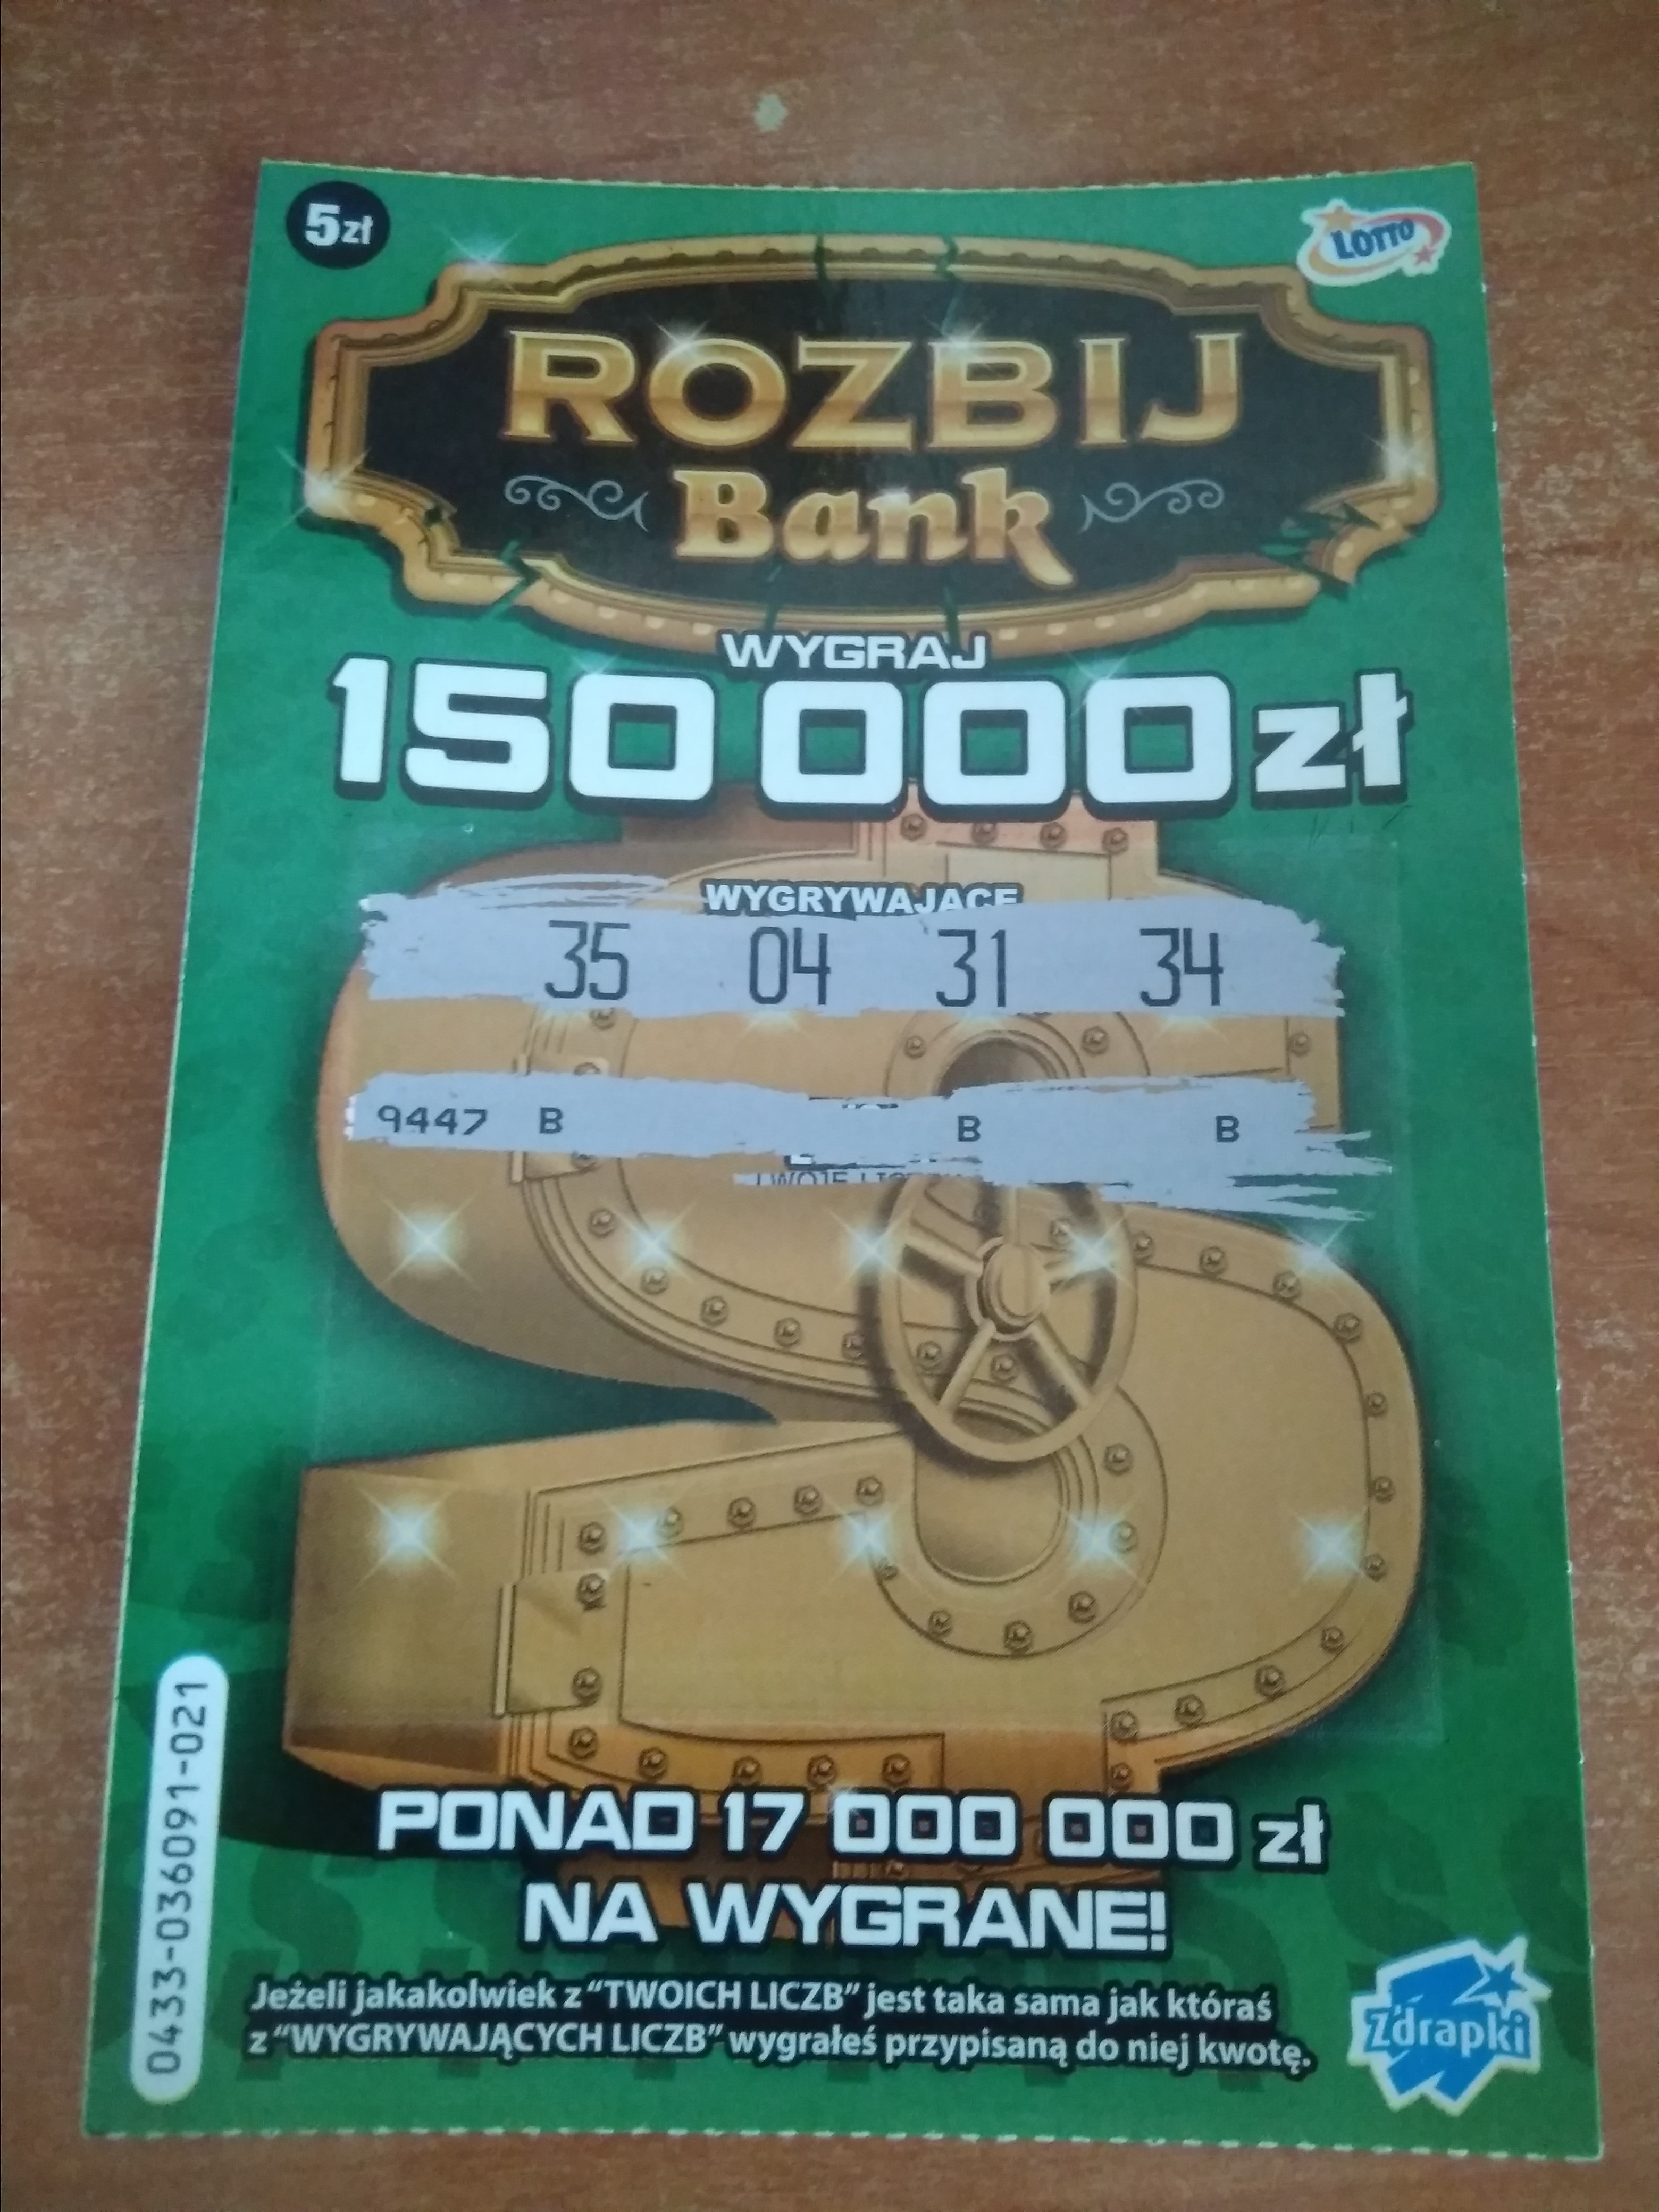 5zł
LOTTO
ROZBIJ
Bank
WYGRAJ
150 000 zł
WYGRYWAJĄCE
35 04 31 34
9447 B B B
TWOJE
PONAD 17 000 000 zł
NA WYGRANE!
0433-036091-021
Jeżeli jakakolwiek z “TWOICH LICZB” jest taka sama jak któraś
z “WYGRYWAJĄCYCH LICZB” wygrałeś przypisaną do niej kwotę.
Zdrapki